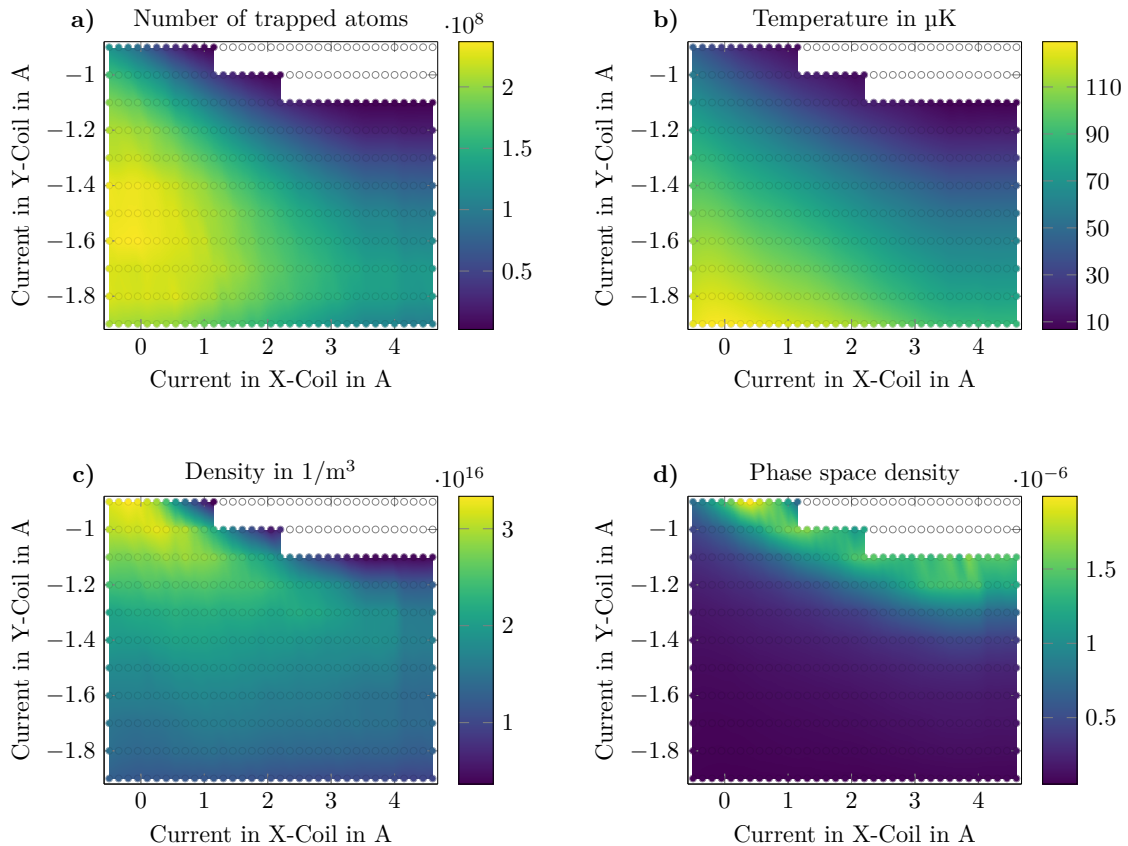 a) Number of trapped atoms
·10⁸
Current in Y-Coil in A
−1
−1.2
−1.4
−1.6
−1.8
0 1 2 3 4
Current in X-Coil in A
2
1.5
1
0.5
b) Temperature in µK
Current in Y-Coil in A
−1
−1.2
−1.4
−1.6
−1.8
0 1 2 3 4
Current in X-Coil in A
110
90
70
50
30
10
c) Density in 1/m³
·10¹⁶
Current in Y-Coil in A
−1
−1.2
−1.4
−1.6
−1.8
0 1 2 3 4
Current in X-Coil in A
3
2
1
d) Phase space density
·10⁻⁶
Current in Y-Coil in A
−1
−1.2
−1.4
−1.6
−1.8
0 1 2 3 4
Current in X-Coil in A
1.5
1
0.5